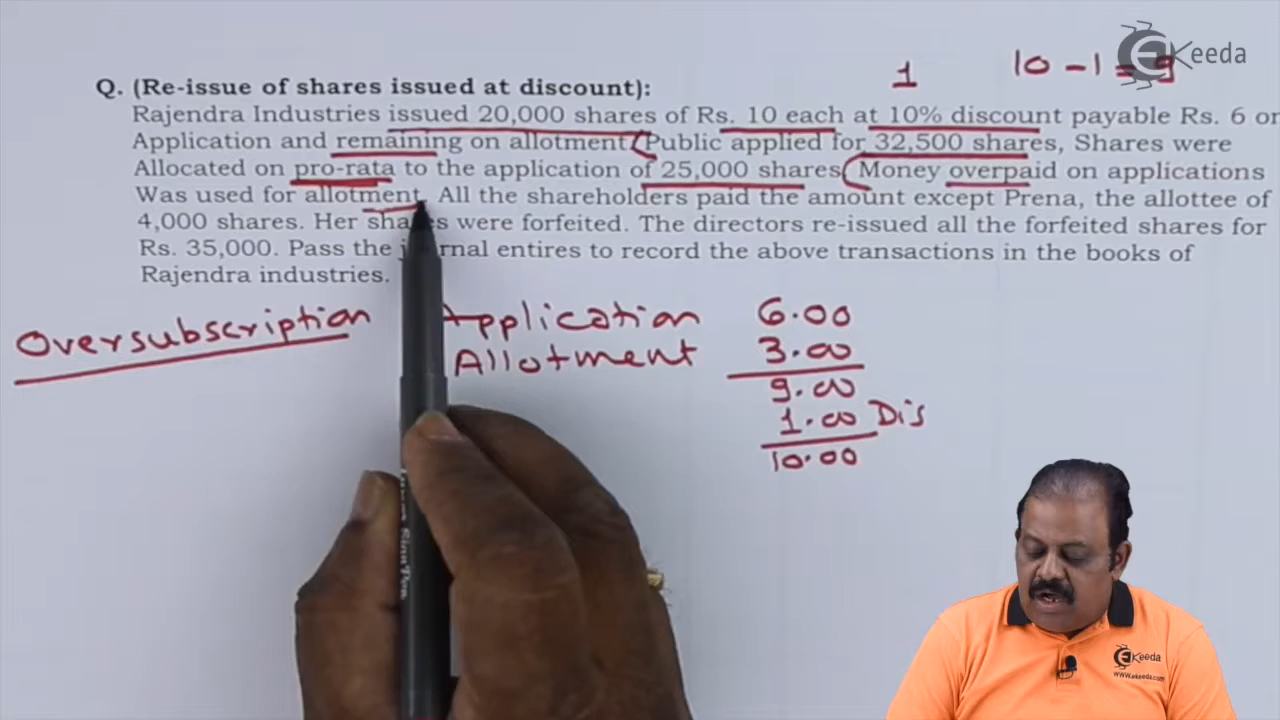 1 10 - 1 = 9
EKeeda
Q. (Re-issue of shares issued at discount):
Rajendra Industries issued 20,000 shares of Rs. 10 each at 10% discount payable Rs. 6 on
Application and remaining on allotment Public applied for 32,500 shares, Shares were
Allocated on pro-rata to the application of 25,000 shares Money overpaid on applications
Was used for allotment. All the shareholders paid the amount except Prena, the allottee of
4,000 shares. Her shares were forfeited. The directors re-issued all the forfeited shares for
Rs. 35,000. Pass the entires to record the above transactions in the books of
Rajendra industries.
Oversubscription Application 6.00
Allotment 3.00
9.00
1.00 Dis
10.00
EKeeda
www.ekeeda.com